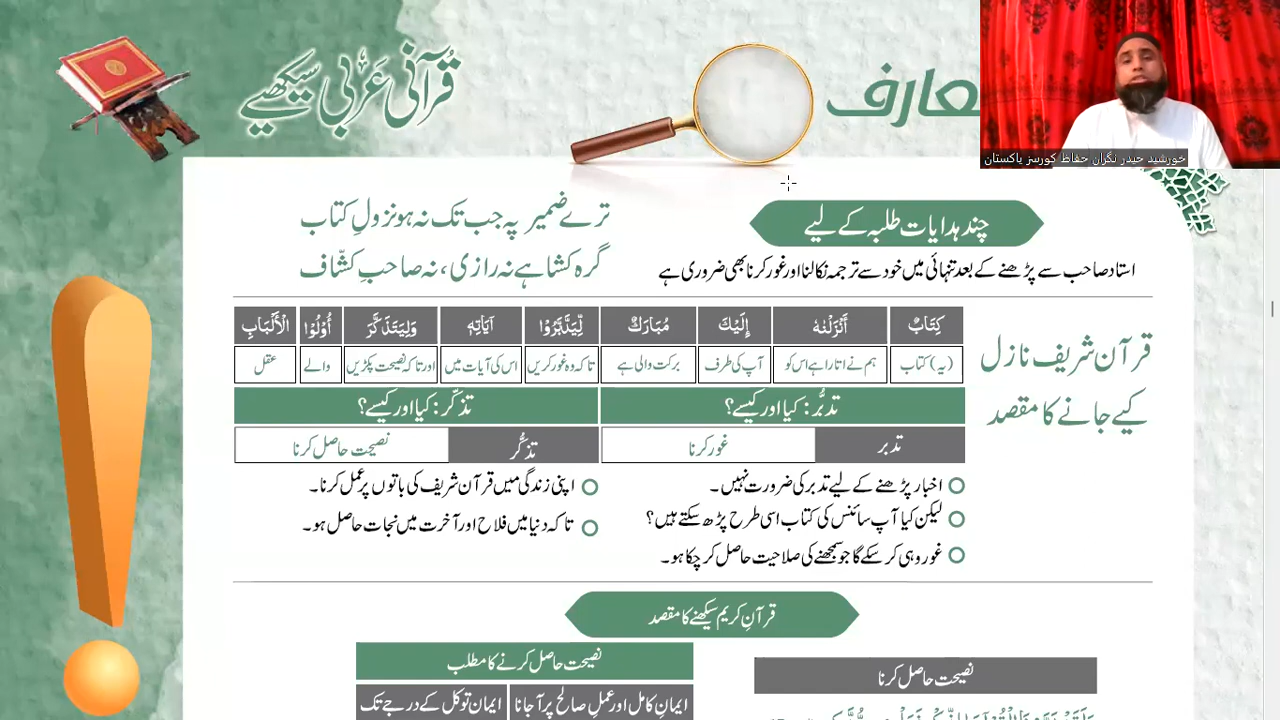 قُرآنی عَرَبی سیکھیے
عارف
خورشید حیدر نگران حفاظ کورسز پاکستان
چند ہدایات طلبہ کے لیے
استاد صاحب سے پڑھنے کے بعد تنہائی میں خود سے ترجمہ نکالنا اور غور کرنا بھی ضروری ہے
ترے ضمیر پہ جب تک نہ ہو نزولِ کتاب
گرہ کشا ہے نہ رازی، نہ صاحبِ کشّاف
قرآن شریف نازل
کیے جانے کا مقصد
كِتَابٌ أَنْزَلْنٰهُ إِلَيْكَ مُبَارَكٌ لِّيَدَّبَّرُوْا اٰيَاتِهٖ وَلِيَتَذَكَّرَ أُوْلُوْا الْأَلْبَابِ
(یہ) کتاب ہم نے اتارا ہے اس کو آپ کی طرف برکت والی ہے تاکہ وہ غور کریں اس کی آیات میں اور تاکہ نصیحت پکڑیں والے عقل
تدبُّر: کیا اور کیسے؟ تذکّر: کیا اور کیسے؟
تدبر غور کرنا تذکُّر نصیحت حاصل کرنا
اخبار پڑھنے کے لیے تدبر کی ضرورت نہیں۔
لیکن کیا آپ سائنس کی کتاب اسی طرح پڑھ سکتے ہیں؟
غور وہی کر سکے گا جو سمجھنے کی صلاحیت حاصل کر چکا ہو۔
اپنی زندگی میں قرآن شریف کی باتوں پر عمل کرنا۔
تاکہ دنیا میں فلاح اور آخرت میں نجات حاصل ہو۔
قرآنِ کریم سیکھنے کا مقصد
نصیحت حاصل کرنا
نصیحت حاصل کرنے کا مطلب
ایمانِ کامل اور عملِ صالح پر آجانا ایمان توکل کے درجے تک